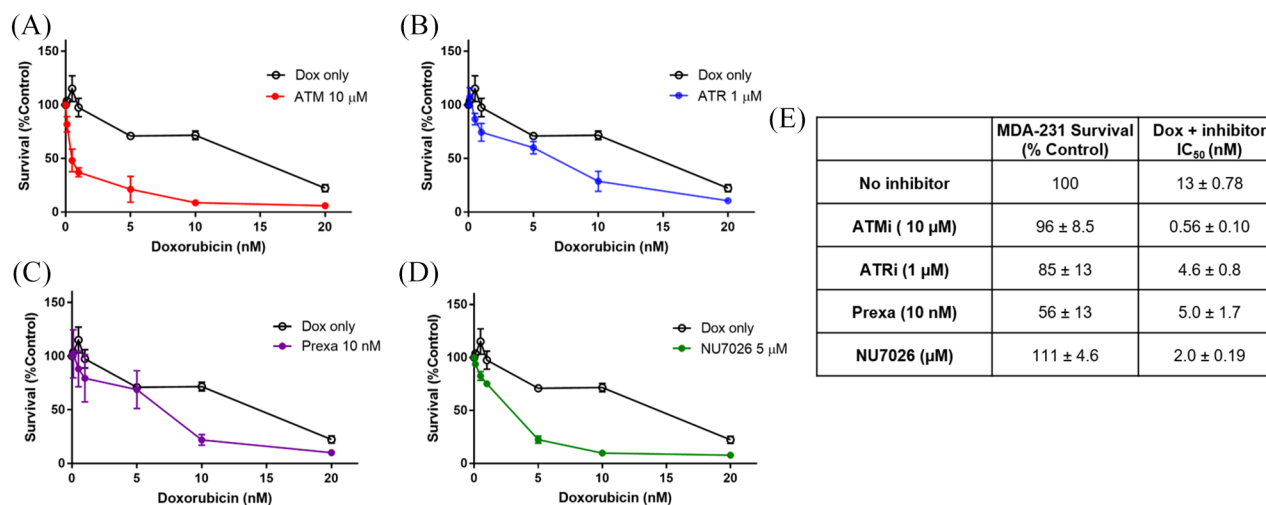 (A)
150
100
50
0
Survival (%Control)
Dox only
ATM 10 μM
0 5 10 15 20
Doxorubicin (nM)
(B)
150
100
50
0
Survival (%Control)
Dox only
ATR 1 μM
0 5 10 15 20
Doxorubicin (nM)
(C)
150
100
50
0
Survival (%Control)
Dox only
Prexa 10 nM
0 5 10 15 20
Doxorubicin (nM)
(D)
150
100
50
0
Survival (%Control)
Dox only
NU7026 5 μM
0 5 10 15 20
Doxorubicin (nM)
(E)
MDA-231 Survival (% Control) Dox + inhibitor IC50 (nM)
No inhibitor 100 13 ± 0.78
ATMi ( 10 μM) 96 ± 8.5 0.56 ± 0.10
ATRi (1 μM) 85 ± 13 4.6 ± 0.8
Prexa (10 nM) 56 ± 13 5.0 ± 1.7
NU7026 (μM) 111 ± 4.6 2.0 ± 0.19